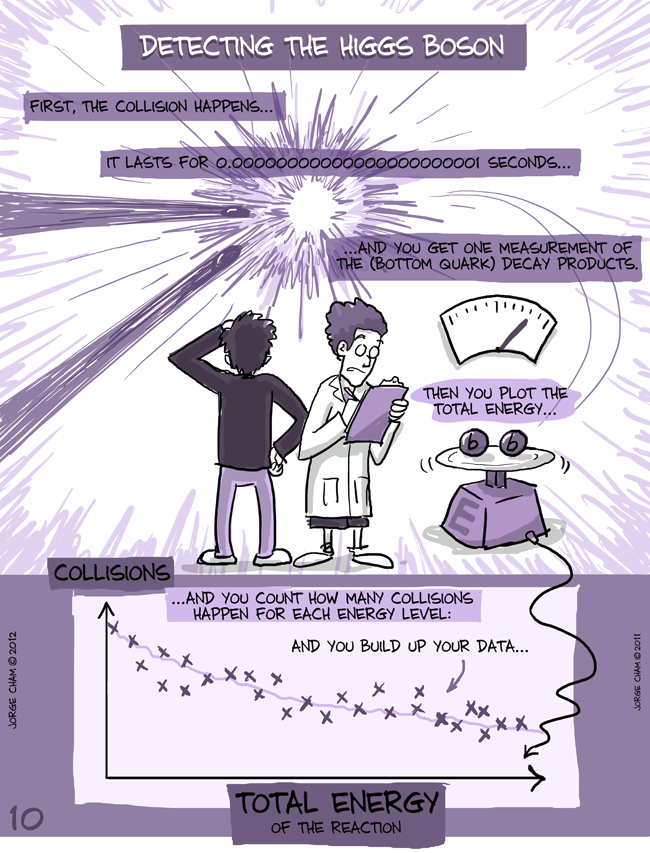 DETECTING THE HIGGS BOSON
FIRST, THE COLLISION HAPPENS...
IT LASTS FOR 0.0000000000000000000000001 SECONDS...
...AND YOU GET ONE MEASUREMENT OF
THE (BOTTOM QUARK) DECAY PRODUCTS.
THEN YOU PLOT THE
TOTAL ENERGY...
b b
E
COLLISIONS
...AND YOU COUNT HOW MANY COLLISIONS
HAPPEN FOR EACH ENERGY LEVEL:
AND YOU BUILD UP YOUR DATA...
JORGE CHAM © 2012
JORGE CHAM © 2011
TOTAL ENERGY
OF THE REACTION
10